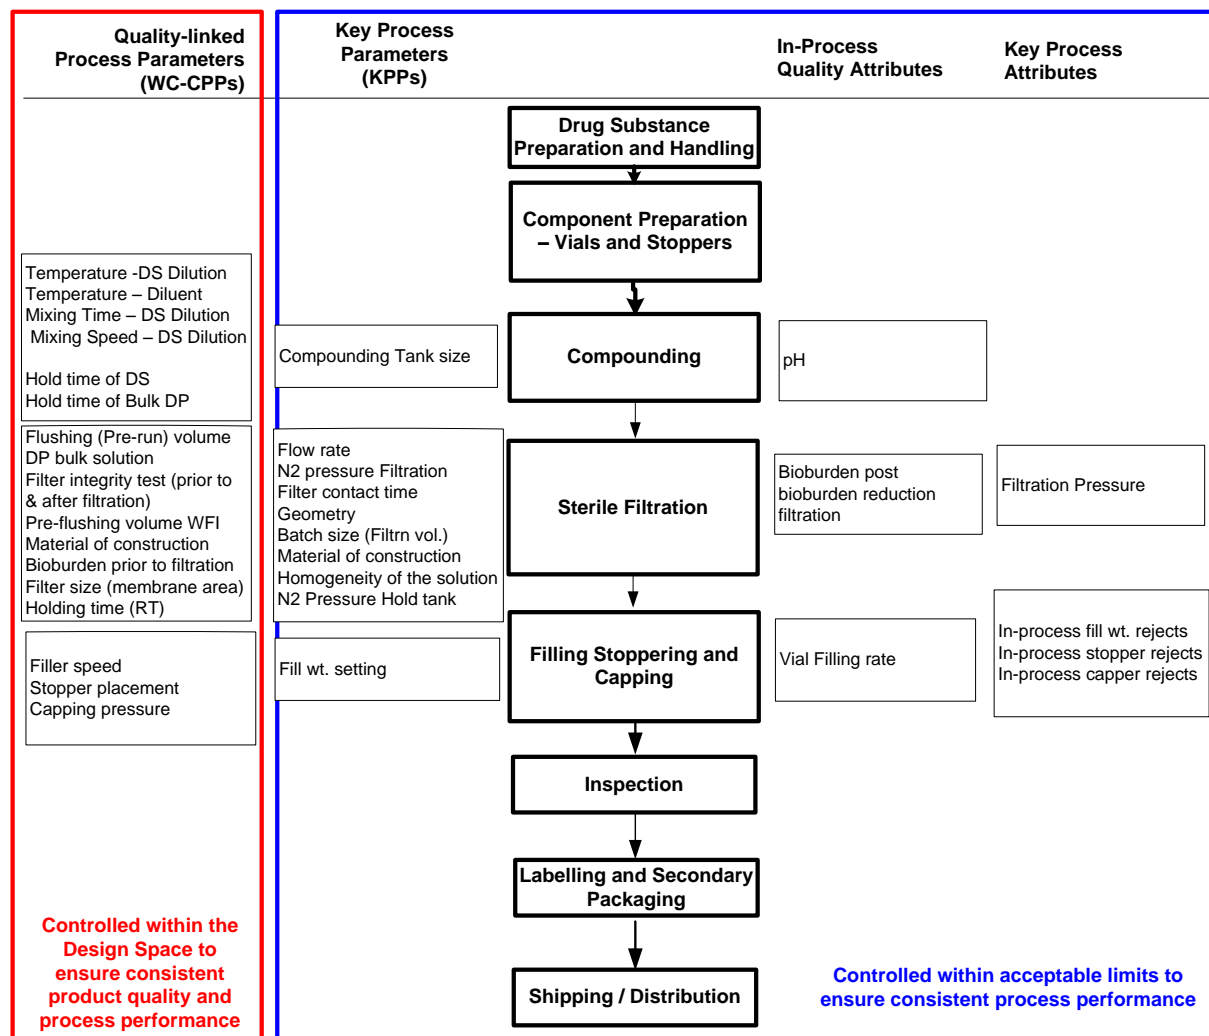 Quality-linked
Process Parameters
(WC-CPPs)
Key Process
Parameters
(KPPs)
In-Process
Quality Attributes
Key Process
Attributes
Drug Substance
Preparation and Handling
Component Preparation
– Vials and Stoppers
Temperature -DS Dilution
Temperature – Diluent
Mixing Time – DS Dilution
Mixing Speed – DS Dilution
Hold time of DS
Hold time of Bulk DP
Compounding Tank size
Compounding
pH
Flushing (Pre-run) volume
DP bulk solution
Filter integrity test (prior to
& after filtration)
Pre-flushing volume WFI
Material of construction
Bioburden prior to filtration
Filter size (membrane area)
Holding time (RT)
Flow rate
N2 pressure Filtration
Filter contact time
Geometry
Batch size (Filtrn vol.)
Material of construction
Homogeneity of the solution
N2 Pressure Hold tank
Sterile Filtration
Bioburden post
bioburden reduction
filtration
Filtration Pressure
Filler speed
Stopper placement
Capping pressure
Fill wt. setting
Filling Stoppering and
Capping
Vial Filling rate
In-process fill wt. rejects
In-process stopper rejects
In-process capper rejects
Inspection
Labelling and Secondary
Packaging
Shipping / Distribution
Controlled within the
Design Space to
ensure consistent
product quality and
process performance
Controlled within acceptable limits to
ensure consistent process performance